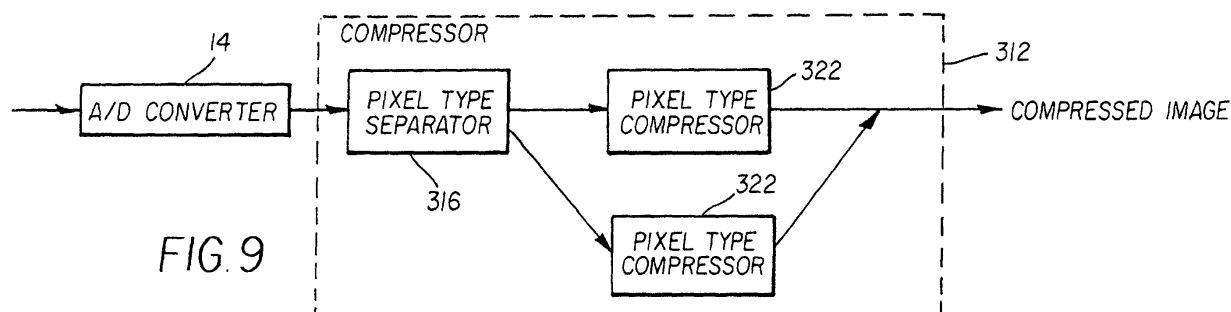 COMPRESSOR
14
312
322
A/D CONVERTER
PIXEL TYPE
SEPARATOR
PIXEL TYPE
COMPRESSOR
COMPRESSED IMAGE
316
322
PIXEL TYPE
COMPRESSOR
FIG. 9